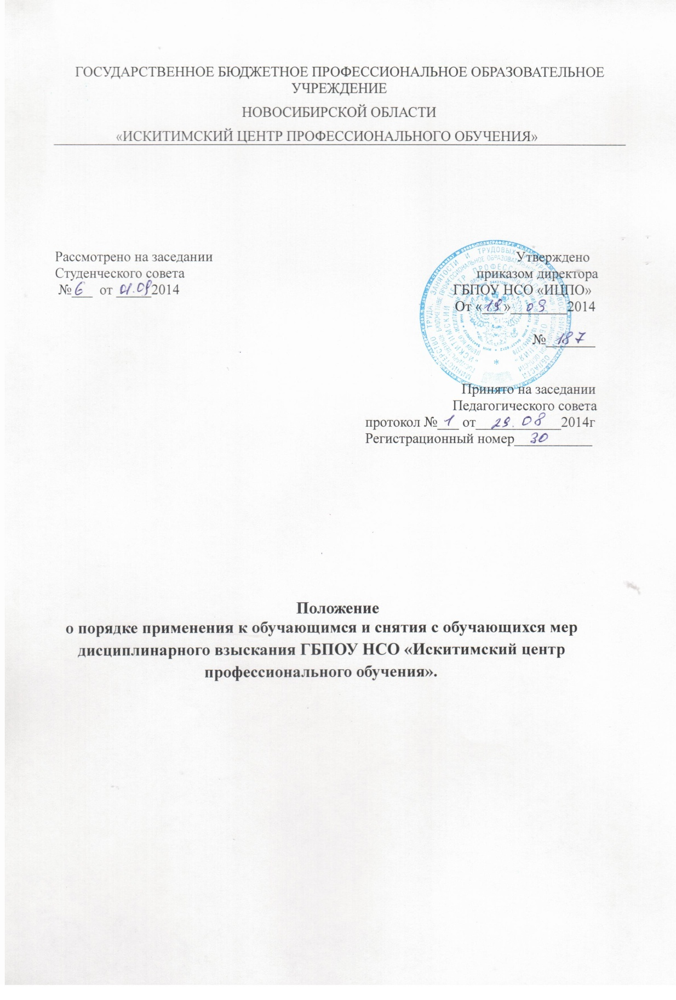 ГОСУДАРСТВЕННОЕ БЮДЖЕТНОЕ ПРОФЕССИОНАЛЬНОЕ ОБРАЗОВАТЕЛЬНОЕ
УЧРЕЖДЕНИЕ
НОВОСИБИРСКОЙ ОБЛАСТИ
«ИСКИТИМСКИЙ ЦЕНТР ПРОФЕССИОНАЛЬНОГО ОБУЧЕНИЯ»
Рассмотрено на заседании
Студенческого совета
№ 6 от 01.09 2014
Утверждено
приказом директора
ГБПОУ НСО «ИЦПО»
От «19» 09 2014
№ 187
Принято на заседании
Педагогического совета
протокол № 1 от 29.08 2014г
Регистрационный номер 30
Положение
о порядке применения к обучающимся и снятия с обучающихся мер
дисциплинарного взыскания ГБПОУ НСО «Искитимский центр
профессионального обучения».